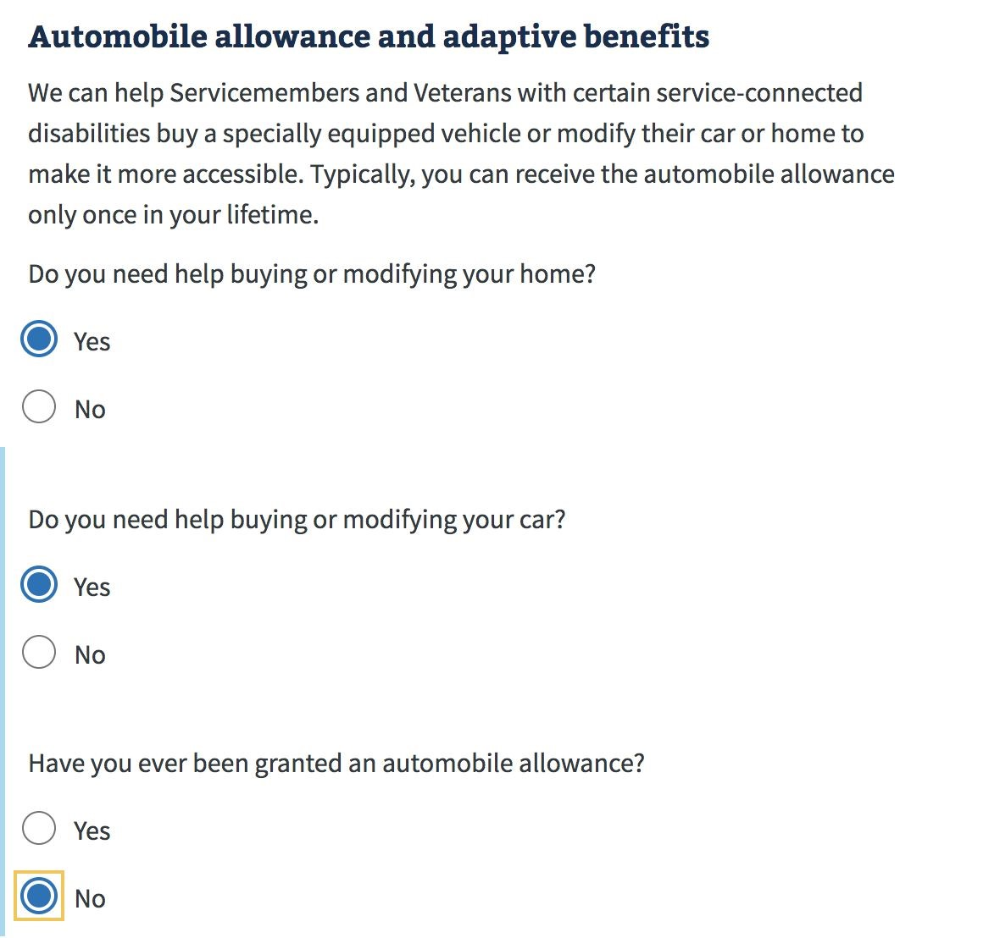 Automobile allowance and adaptive benefits
We can help Servicemembers and Veterans with certain service-connected
disabilities buy a specially equipped vehicle or modify their car or home to
make it more accessible. Typically, you can receive the automobile allowance
only once in your lifetime.
Do you need help buying or modifying your home?
Yes
No
Do you need help buying or modifying your car?
Yes
No
Have you ever been granted an automobile allowance?
Yes
No